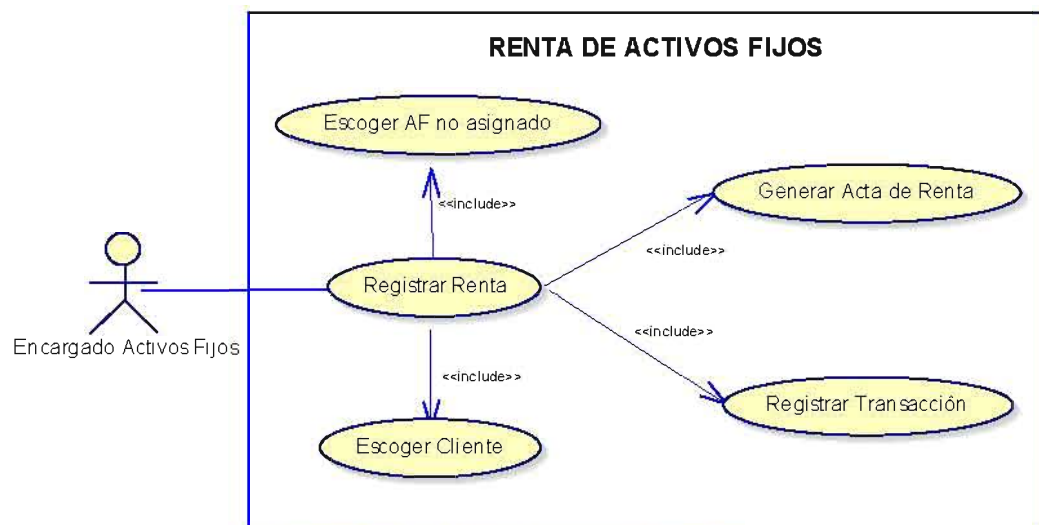 RENTA DE ACTIVOS FIJOS
Escoger AF no asignado
Generar Acta de Renta
<<include>>
<<include>>
Registrar Renta
Encargado Activos Fijos
<<include>>
<<include>>
Registrar Transacción
Escoger Cliente